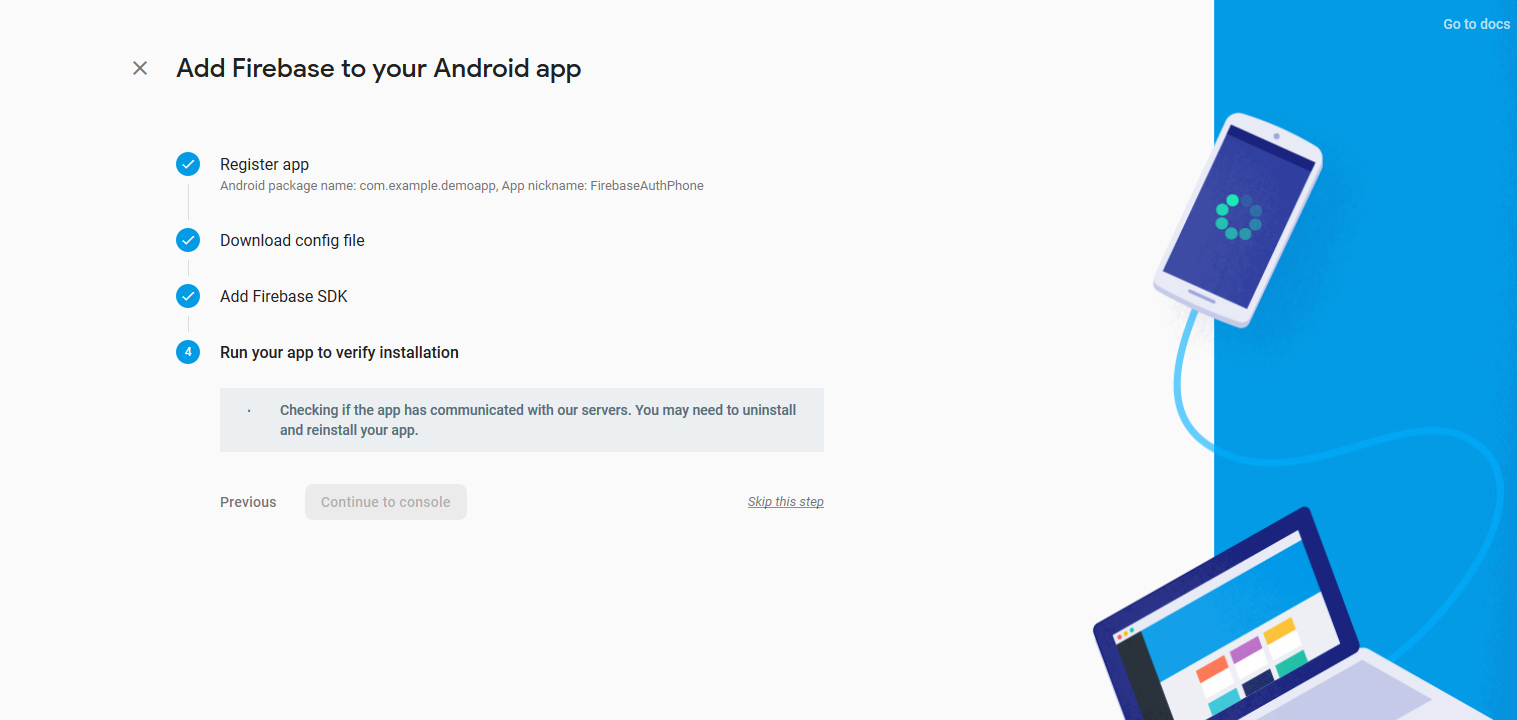 Go to docs
Add Firebase to your Android app
Register app
Android package name: com.example.demoapp, App nickname: FirebaseAuthPhone
Download config file
Add Firebase SDK
4 Run your app to verify installation
Checking if the app has communicated with our servers. You may need to uninstall
and reinstall your app.
Previous Continue to console Skip this step